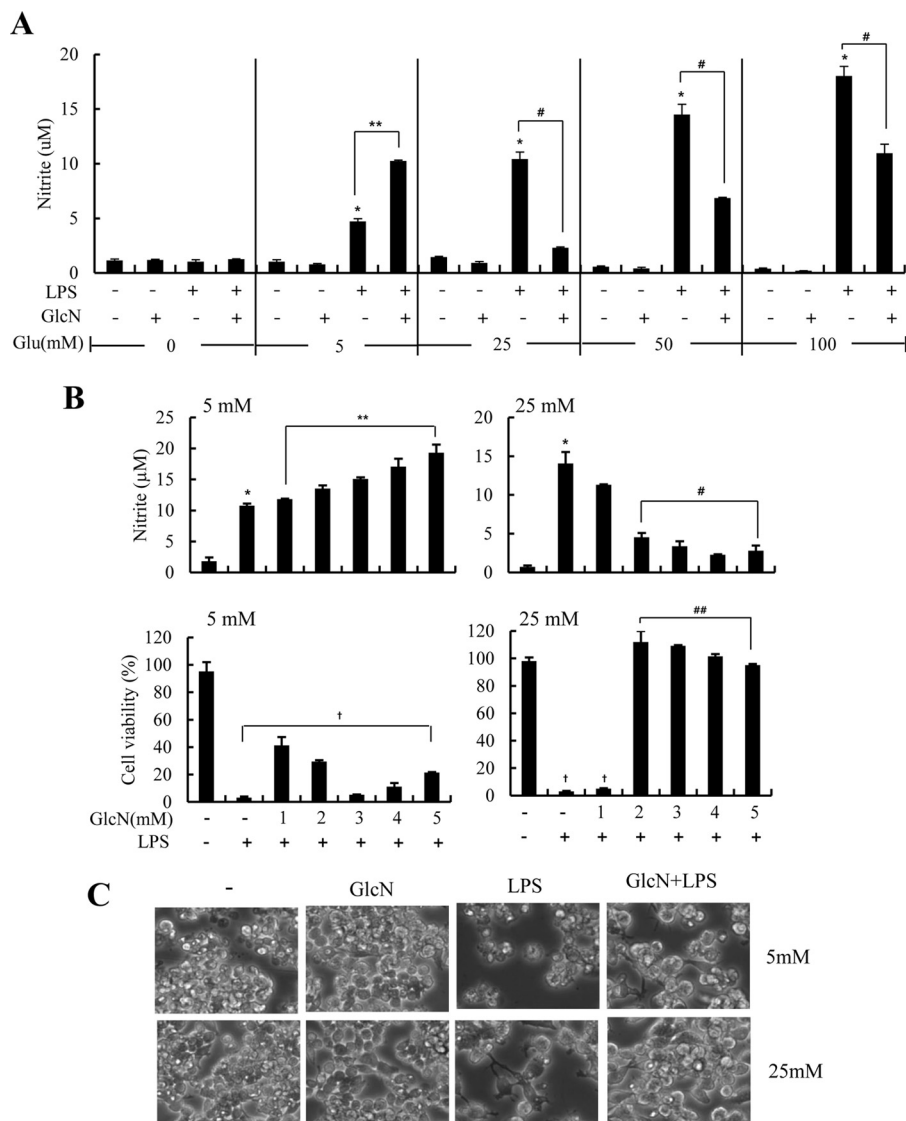 A
20
15
10
5
0
Nitrite (uM)
* ** * # * # * #
LPS - - + + - - + + - - + + - - + + - - + +
GlcN - + - + - + - + - + - + - + - + - + - +
Glu(mM) 0 5 25 50 100
B
5 mM
25
20
15
10
5
0
Nitrite (μM)
* **
25 mM
20
15
10
5
0
* #
5 mM
120
100
80
60
40
20
0
Cell viability (%)
†
GlcN(mM) - - 1 2 3 4 5
LPS - + + + + + +
25 mM
120
100
80
60
40
20
0
† † ##
- - 1 2 3 4 5
- + + + + + +
C
- GlcN LPS GlcN+LPS
5mM
25mM